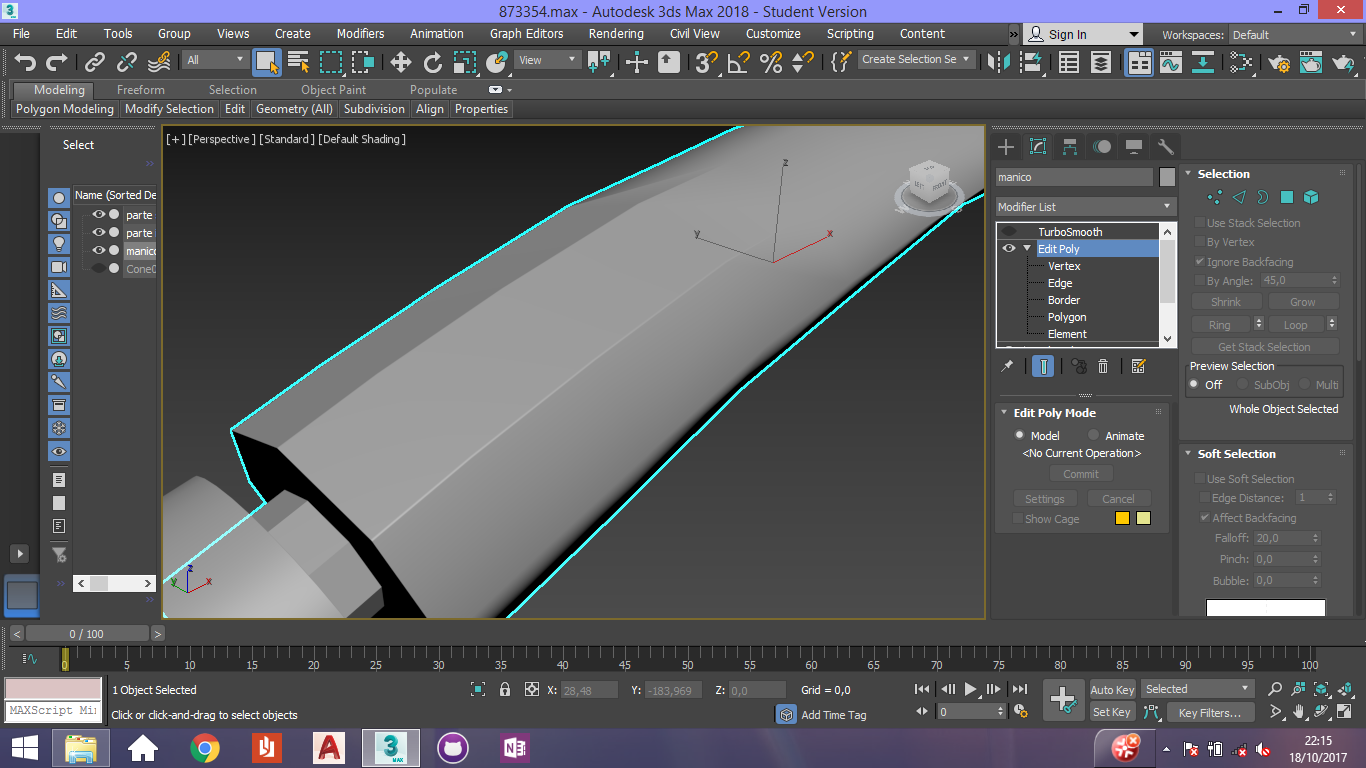 873354.max - Autodesk 3ds Max 2018 - Student Version
File Edit Tools Group Views Create Modifiers Animation Graph Editors Rendering Civil View Customize Scripting Content » Sign In Workspaces: Default
All View 3 Create Selection Se
Modeling Freeform Selection Object Paint Populate
Polygon Modeling Modify Selection Edit Geometry (All) Subdivision Align Properties
Select
Name (Sorted De
parte
parte
manico
Cone0
[+] [Perspective ] [Standard ] [Default Shading ]
z
y
x
z
y
x
manico
Modifier List
TurboSmooth
Edit Poly
Vertex
Edge
Border
Polygon
Element
Edit Poly Mode
Model Animate
<No Current Operation>
Commit
Settings Cancel
Show Cage
Selection
Use Stack Selection
By Vertex
Ignore Backfacing
By Angle: 45,0
Shrink Grow
Ring Loop
Get Stack Selection
Preview Selection
Off SubObj Multi
Whole Object Selected
Soft Selection
Use Soft Selection
Edge Distance: 1
Affect Backfacing
Falloff: 20,0
Pinch: 0,0
Bubble: 0,0
< 0 / 100 >
0 5 10 15 20 25 30 35 40 45 50 55 60 65 70 75 80 85 90 95 100
1 Object Selected X: 28,48 Y: -183,969 Z: 0,0 Grid = 0,0 Auto Key Selected
MAXScript Mi
Click or click-and-drag to select objects Add Time Tag 0 Set Key Key Filters...
22:15
18/10/2017